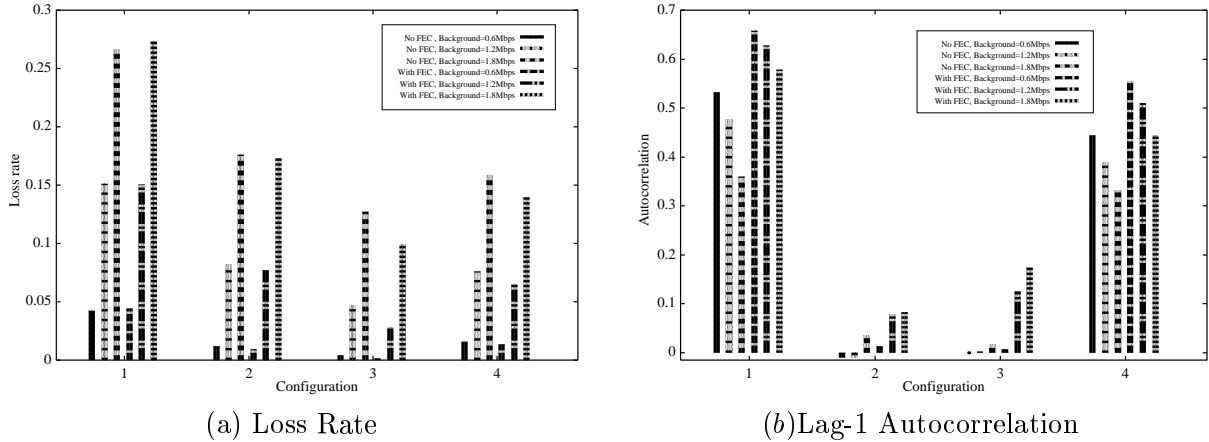 0.3
0.25
0.2
0.15
0.1
0.05
0
Loss rate
No FEC , Background=0.6Mbps
No FEC, Background=1.2Mbps
No FEC, Background=1.8Mbps
With FEC, Background=0.6Mbps
With FEC, Background=1.2Mbps
With FEC, Background=1.8Mbps
1 2 3 4
Configuration
(a) Loss Rate
0.7
0.6
0.5
0.4
0.3
0.2
0.1
0
Autocorrelation
No FEC , Background=0.6Mbps
No FEC, Background=1.2Mbps
No FEC, Background=1.8Mbps
With FEC, Background=0.6Mbps
With FEC, Background=1.2Mbps
With FEC, Background=1.8Mbps
1 2 3 4
Configuration
(b)Lag-1 Autocorrelation